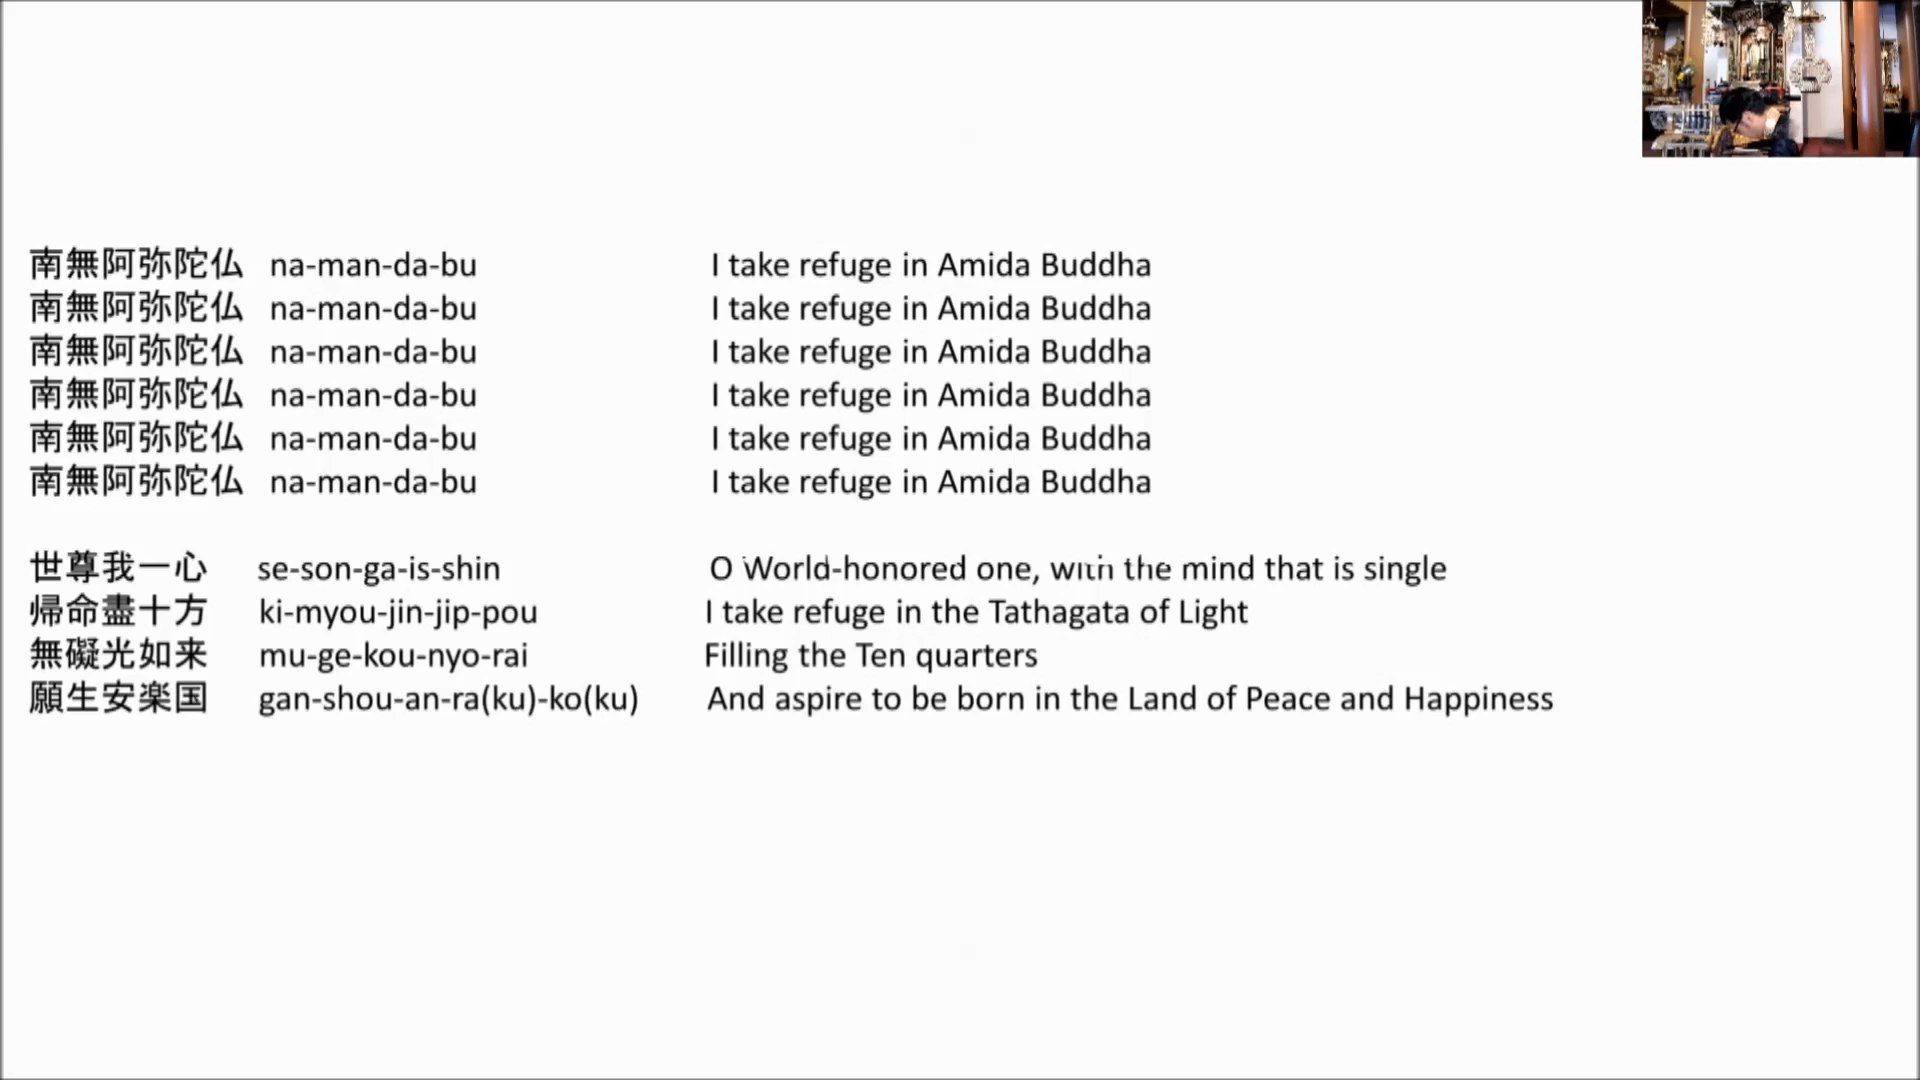 南無阿弥陀仏 na-man-da-bu I take refuge in Amida Buddha
南無阿弥陀仏 na-man-da-bu I take refuge in Amida Buddha
南無阿弥陀仏 na-man-da-bu I take refuge in Amida Buddha
南無阿弥陀仏 na-man-da-bu I take refuge in Amida Buddha
南無阿弥陀仏 na-man-da-bu I take refuge in Amida Buddha
南無阿弥陀仏 na-man-da-bu I take refuge in Amida Buddha
世尊我一心 se-son-ga-is-shin O World-honored one, with the mind that is single
帰命盡十方 ki-myou-jin-jip-pou I take refuge in the Tathagata of Light
無礙光如来 mu-ge-kou-nyo-rai Filling the Ten quarters
願生安楽国 gan-shou-an-ra(ku)-ko(ku) And aspire to be born in the Land of Peace and Happiness